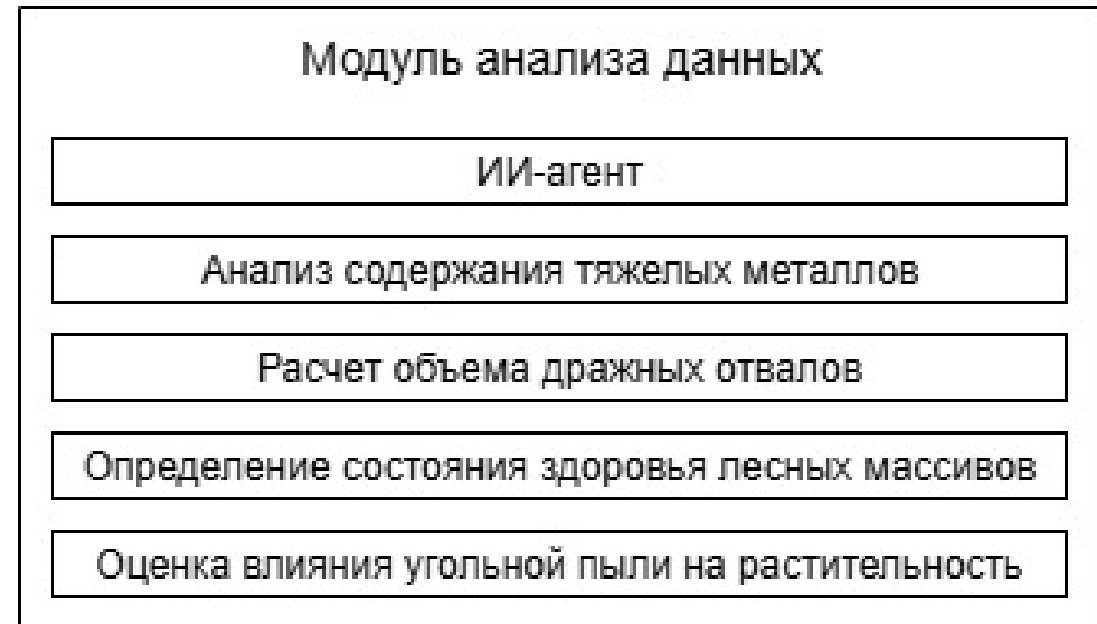 Модуль анализа данных
ИИ-агент
Анализ содержания тяжелых металлов
Расчет объема дражных отвалов
Определение состояния здоровья лесных массивов
Оценка влияния угольной пыли на растительность